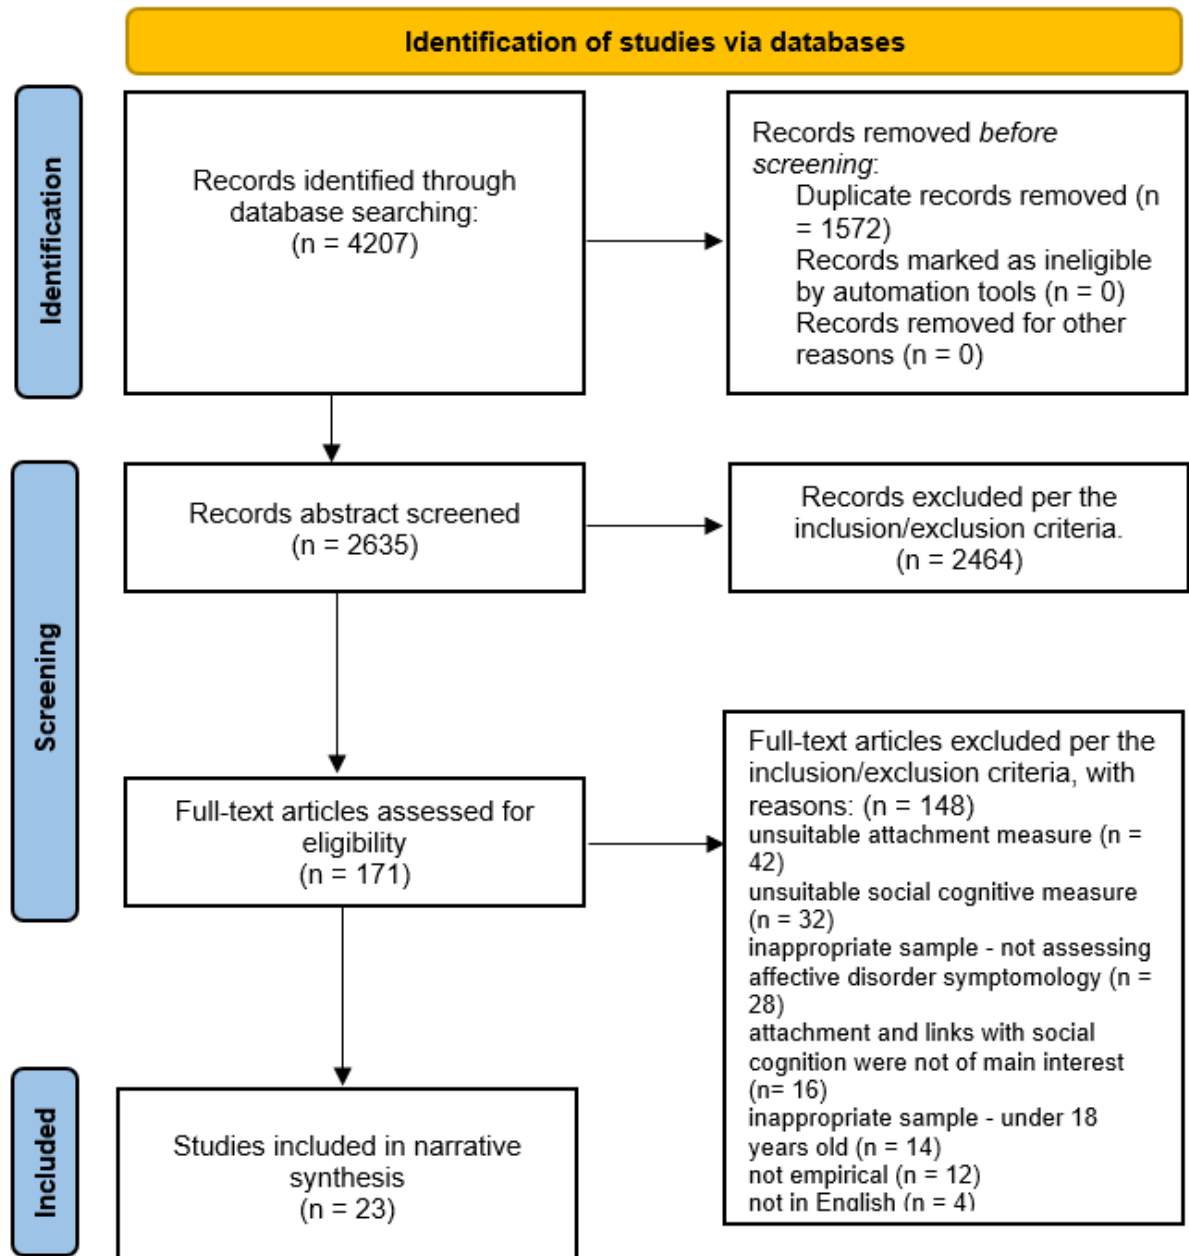 Identification of studies via databases
Identification
Records identified through
database searching:
(n = 4207)
Records removed before
screening:
Duplicate records removed (n
= 1572)
Records marked as ineligible
by automation tools (n = 0)
Records removed for other
reasons (n = 0)
Screening
Records abstract screened
(n = 2635)
Records excluded per the
inclusion/exclusion criteria.
(n = 2464)
Full-text articles assessed for
eligibility
(n = 171)
Full-text articles excluded per the
inclusion/exclusion criteria, with
reasons: (n = 148)
unsuitable attachment measure (n =
42)
unsuitable social cognitive measure
(n = 32)
inappropriate sample - not assessing
affective disorder symptomology (n =
28)
attachment and links with social
cognition were not of main interest
(n= 16)
inappropriate sample - under 18
years old (n = 14)
not empirical (n = 12)
not in English (n = 4)
Included
Studies included in narrative
synthesis
(n = 23)